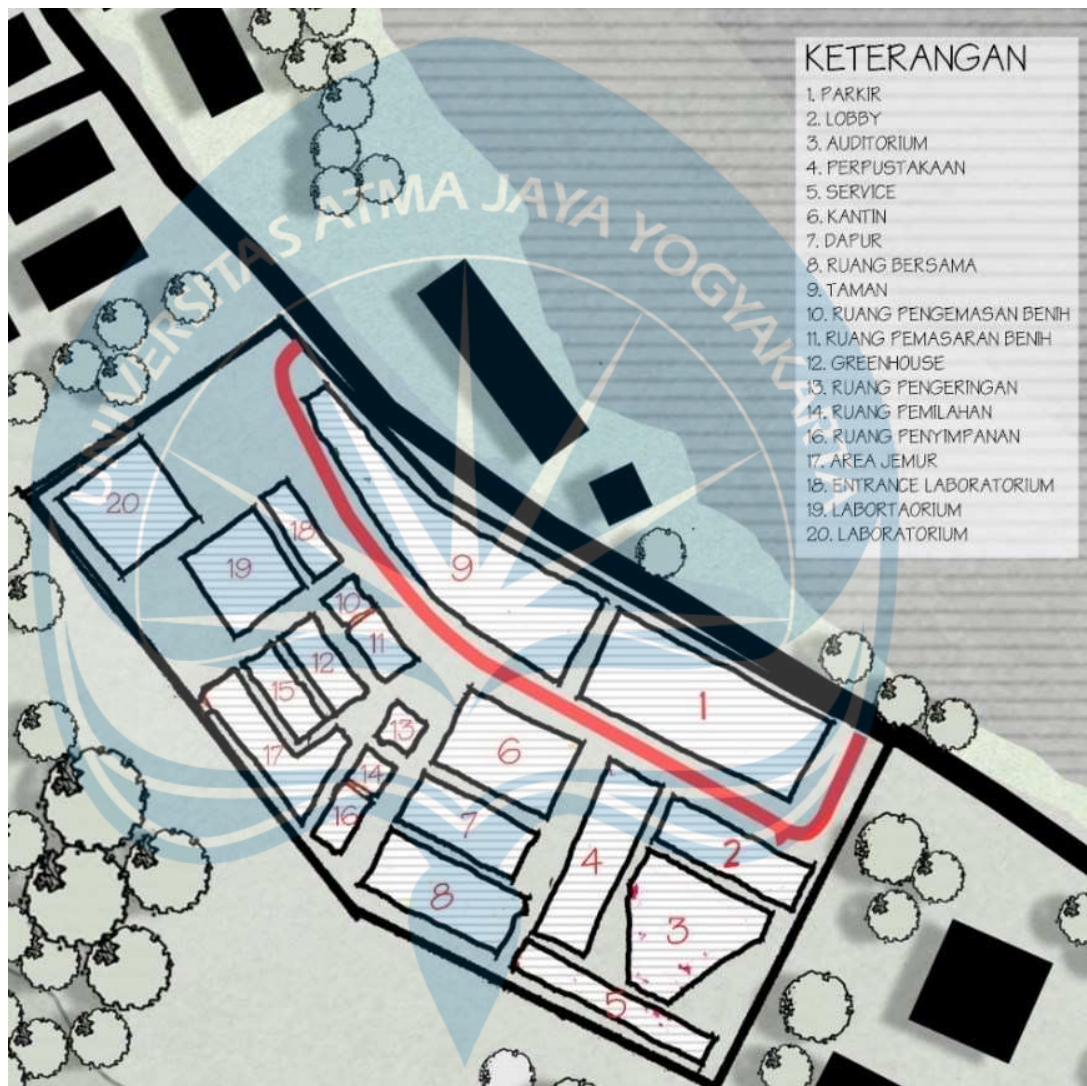 KETERANGAN
1. PARKIR
2. LOBBY
3. AUDITORIUM
4. PERPUSTAKAAN
5. SERVICE
6. KANTIN
7. DAPUR
8. RUANG BERSAMA
9. TAMAN
10. RUANG PENGEMASAN BENIH
11. RUANG PEMASARAN BENIH
12. GREENHOUSE
13. RUANG PENGERINGAN
14. RUANG PEMILAHAN
16. RUANG PENYIMPANAN
17. AREA JEMUR
18. ENTRANCE LABORATORIUM
19. LABORTAORIUM
20. LABORATORIUM
UNIVERSITAS ATMA JAYA YOGYAKARTA
20
18
19
9
10
11
12
15
1
13
17
6
14
16
7
2
4
8
3
5